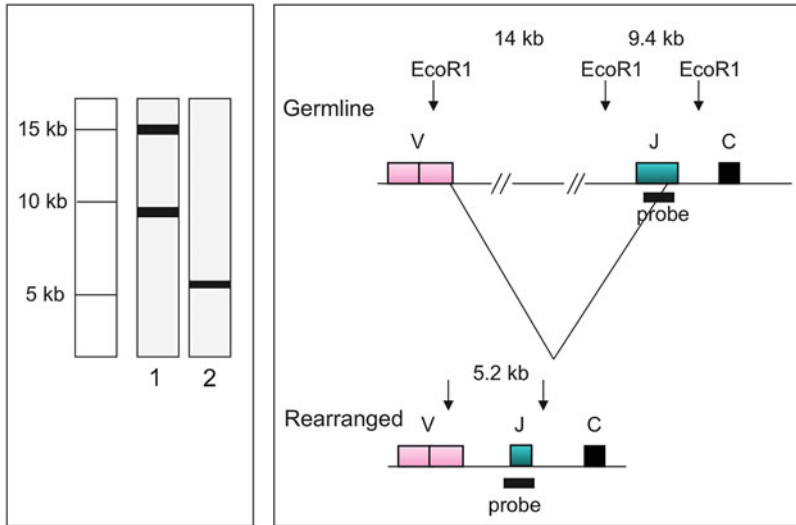 15 kb
10 kb
5 kb
1 2
14 kb 9.4 kb
EcoR1 EcoR1 EcoR1
Germline
V J C
probe
5.2 kb
Rearranged
V J C
probe